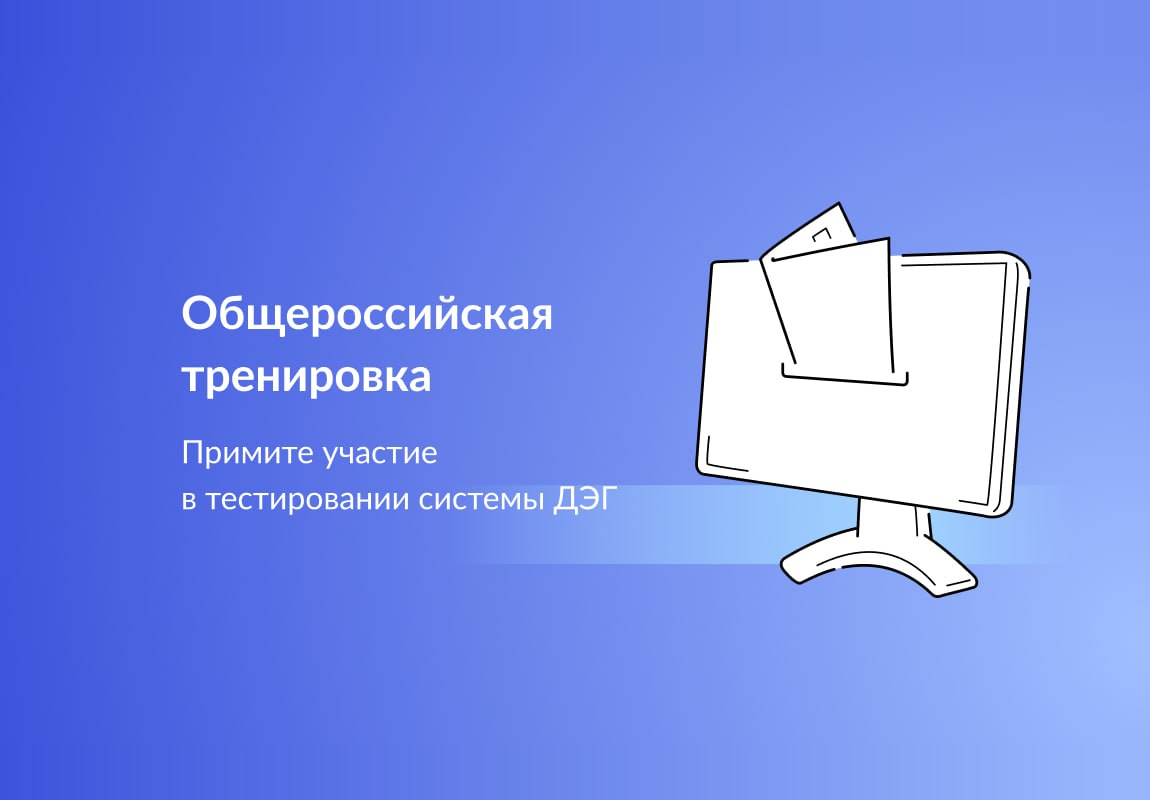 Общероссийская
тренировка
Примите участие
в тестировании системы ДЭГ